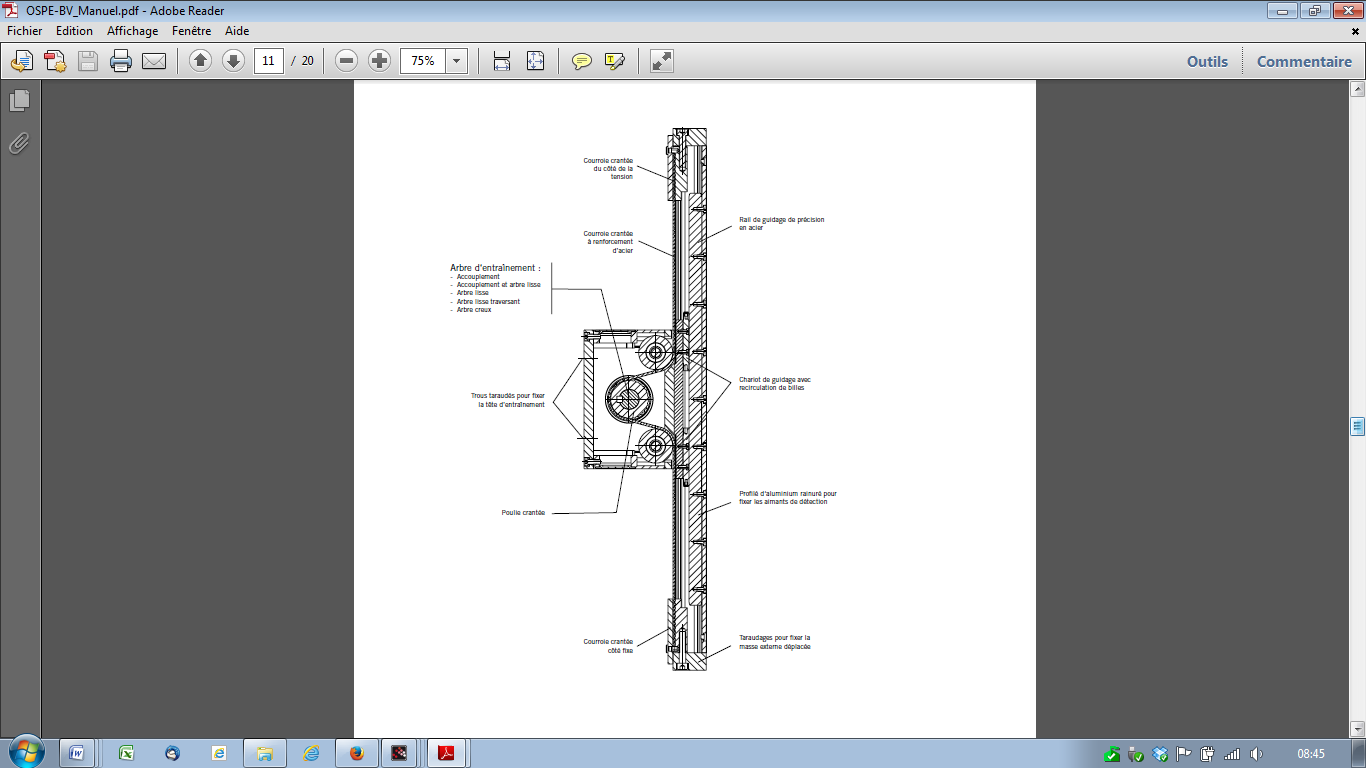 OSPE-BV_Manuel.pdf - Adobe Reader
Fichier Edition Affichage Fenêtre Aide
11 / 20 75% Outils Commentaire
Courroie crantée
du côté de la
tension
Rail de guidage de précision
en acier
Courroie crantée
à renforcement
d'acier
Arbre d'entraînement :
– Accouplement
– Accouplement et arbre lisse
– Arbre lisse
– Arbre lisse traversant
– Arbre creux
Chariot de guidage avec
recirculation de billes
Trous taraudés pour fixer
la tête d'entraînement
Profilé d'aluminium rainuré pour
fixer les aimants de détection
Poulie crantée
Courroie crantée
côté fixe
Taraudages pour fixer la
masse externe déplacée
08:45